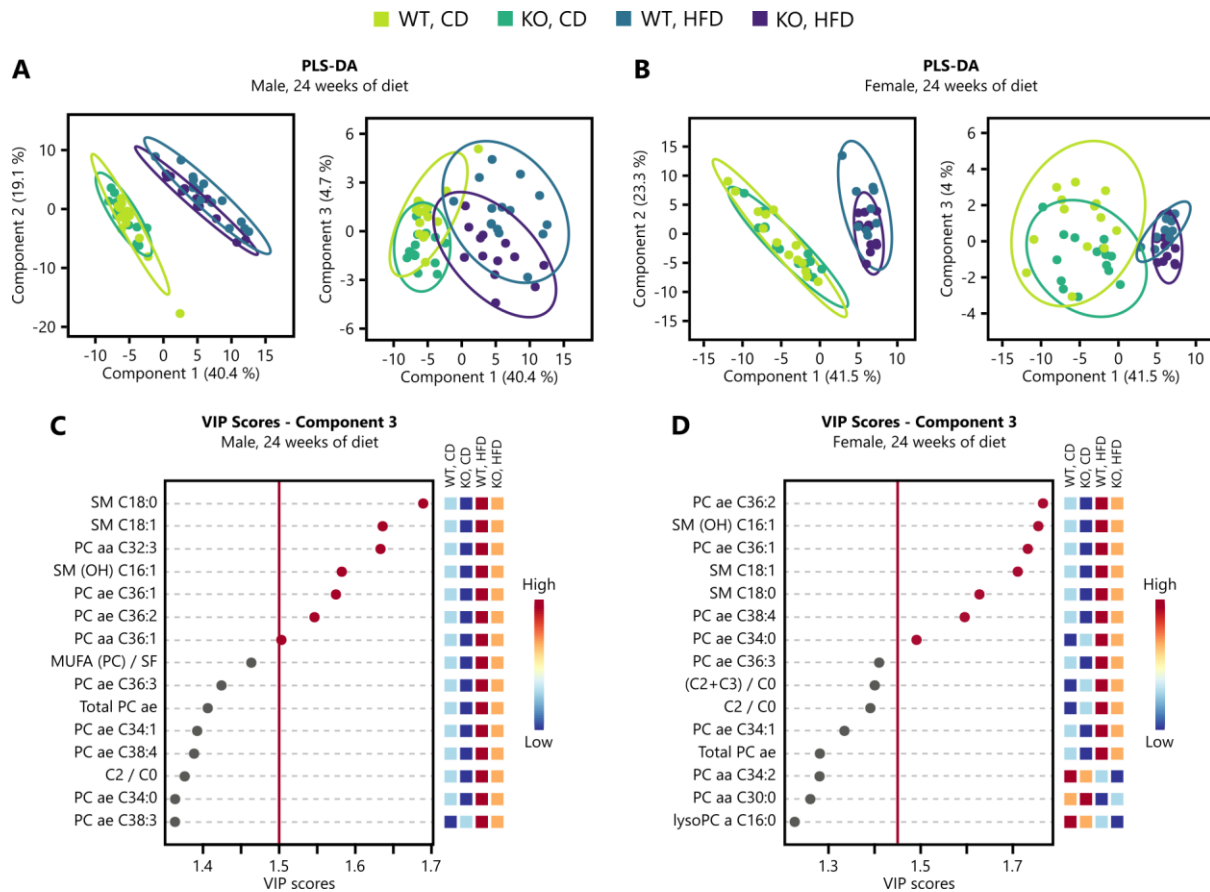 WT, CD KO, CD WT, HFD KO, HFD
A
PLS-DA
Male, 24 weeks of diet
Component 2 (19.1 %)
10
0
-10
-20
-10 -5 0 5 10 15
Component 1 (40.4 %)
Component 3 (4.7 %)
6
3
0
-3
-6
-10 -5 0 5 10 15
Component 1 (40.4 %)
B
PLS-DA
Female, 24 weeks of diet
Component 2 (23.3 %)
15
10
5
0
-5
-10
-15
-10 -5 0 5 10
Component 1 (41.5 %)
Component 3 (4 %)
6
4
2
0
-2
-4
-15 -10 -5 0 5 10
Component 1 (41.5 %)
C
VIP Scores - Component 3
Male, 24 weeks of diet
WT, CD
KO, CD
WT, HFD
KO, HFD
SM C18:0
SM C18:1
PC aa C32:3
SM (OH) C16:1
PC ae C36:1
PC ae C36:2
PC aa C36:1
MUFA (PC) / SF
PC ae C36:3
Total PC ae
PC ae C34:1
PC ae C38:4
C2 / C0
PC ae C34:0
PC ae C38:3
1.4 1.5 1.6 1.7
VIP scores
High
Low
D
VIP Scores - Component 3
Female, 24 weeks of diet
WT, CD
KO, CD
WT, HFD
KO, HFD
PC ae C36:2
SM (OH) C16:1
PC ae C36:1
SM C18:1
SM C18:0
PC ae C38:4
PC ae C34:0
PC ae C36:3
(C2+C3) / C0
C2 / C0
PC ae C34:1
Total PC ae
PC aa C34:2
PC aa C30:0
lysoPC a C16:0
1.3 1.5 1.7
VIP scores
High
Low